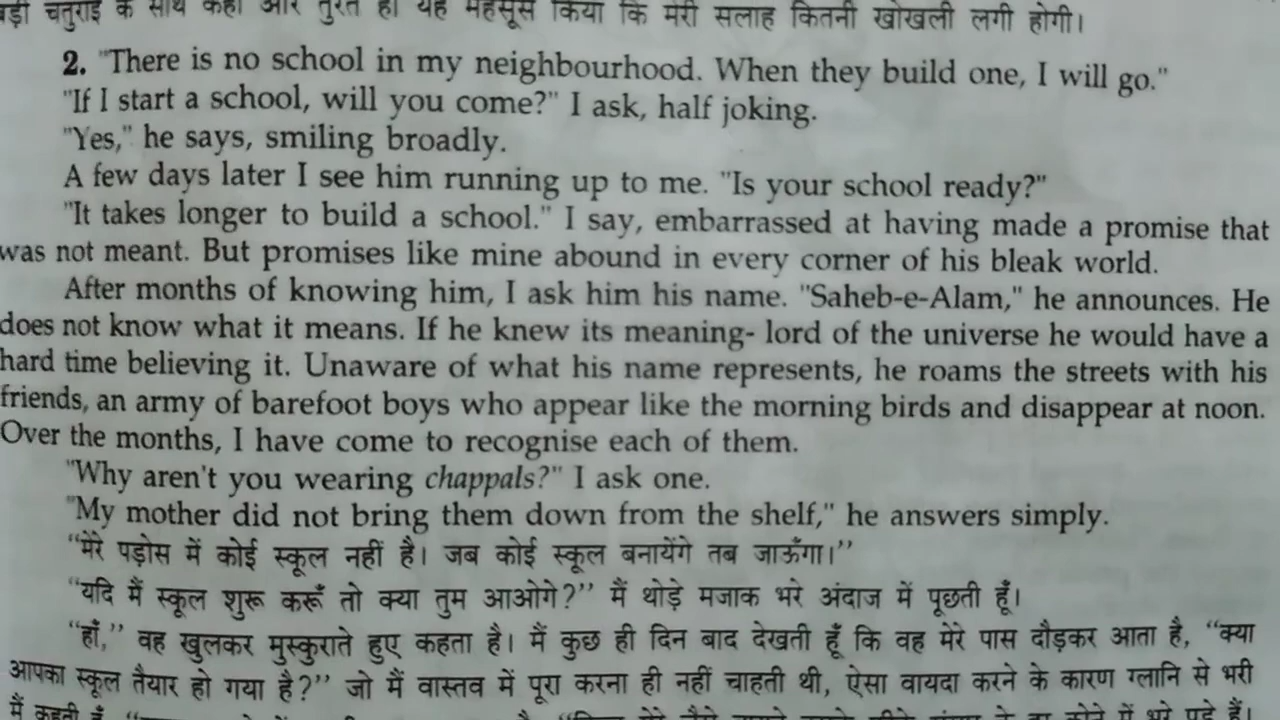 बड़ी चतुराई के साथ कहा और तुरंत ही यह महसूस किया कि मेरी सलाह कितनी खोखली लगी होगी।
2. "There is no school in my neighbourhood. When they build one, I will go."
"If I start a school, will you come?" I ask, half joking.
"Yes," he says, smiling broadly.
A few days later I see him running up to me. "Is your school ready?"
"It takes longer to build a school." I say, embarrassed at having made a promise that
was not meant. But promises like mine abound in every corner of his bleak world.
After months of knowing him, I ask him his name. "Saheb-e-Alam," he announces. He
does not know what it means. If he knew its meaning- lord of the universe he would have a
hard time believing it. Unaware of what his name represents, he roams the streets with his
friends, an army of barefoot boys who appear like the morning birds and disappear at noon.
Over the months, I have come to recognise each of them.
"Why aren't you wearing chappals?" I ask one.
"My mother did not bring them down from the shelf," he answers simply.
“मेरे पड़ोस में कोई स्कूल नहीं है। जब कोई स्कूल बनायेंगे तब जाऊँगा।”
“यदि मैं स्कूल शुरू करूँ तो क्या तुम आओगे?” मैं थोड़े मजाक भरे अंदाज में पूछती हूँ।
“हाँ,” वह खुलकर मुस्कुराते हुए कहता है। मैं कुछ ही दिन बाद देखती हूँ कि वह मेरे पास दौड़कर आता है, “क्या
आपका स्कूल तैयार हो गया है?” जो मैं वास्तव में पूरा करना ही नहीं चाहती थी, ऐसा वायदा करने के कारण ग्लानि से भरी
मैं कहती हूँ